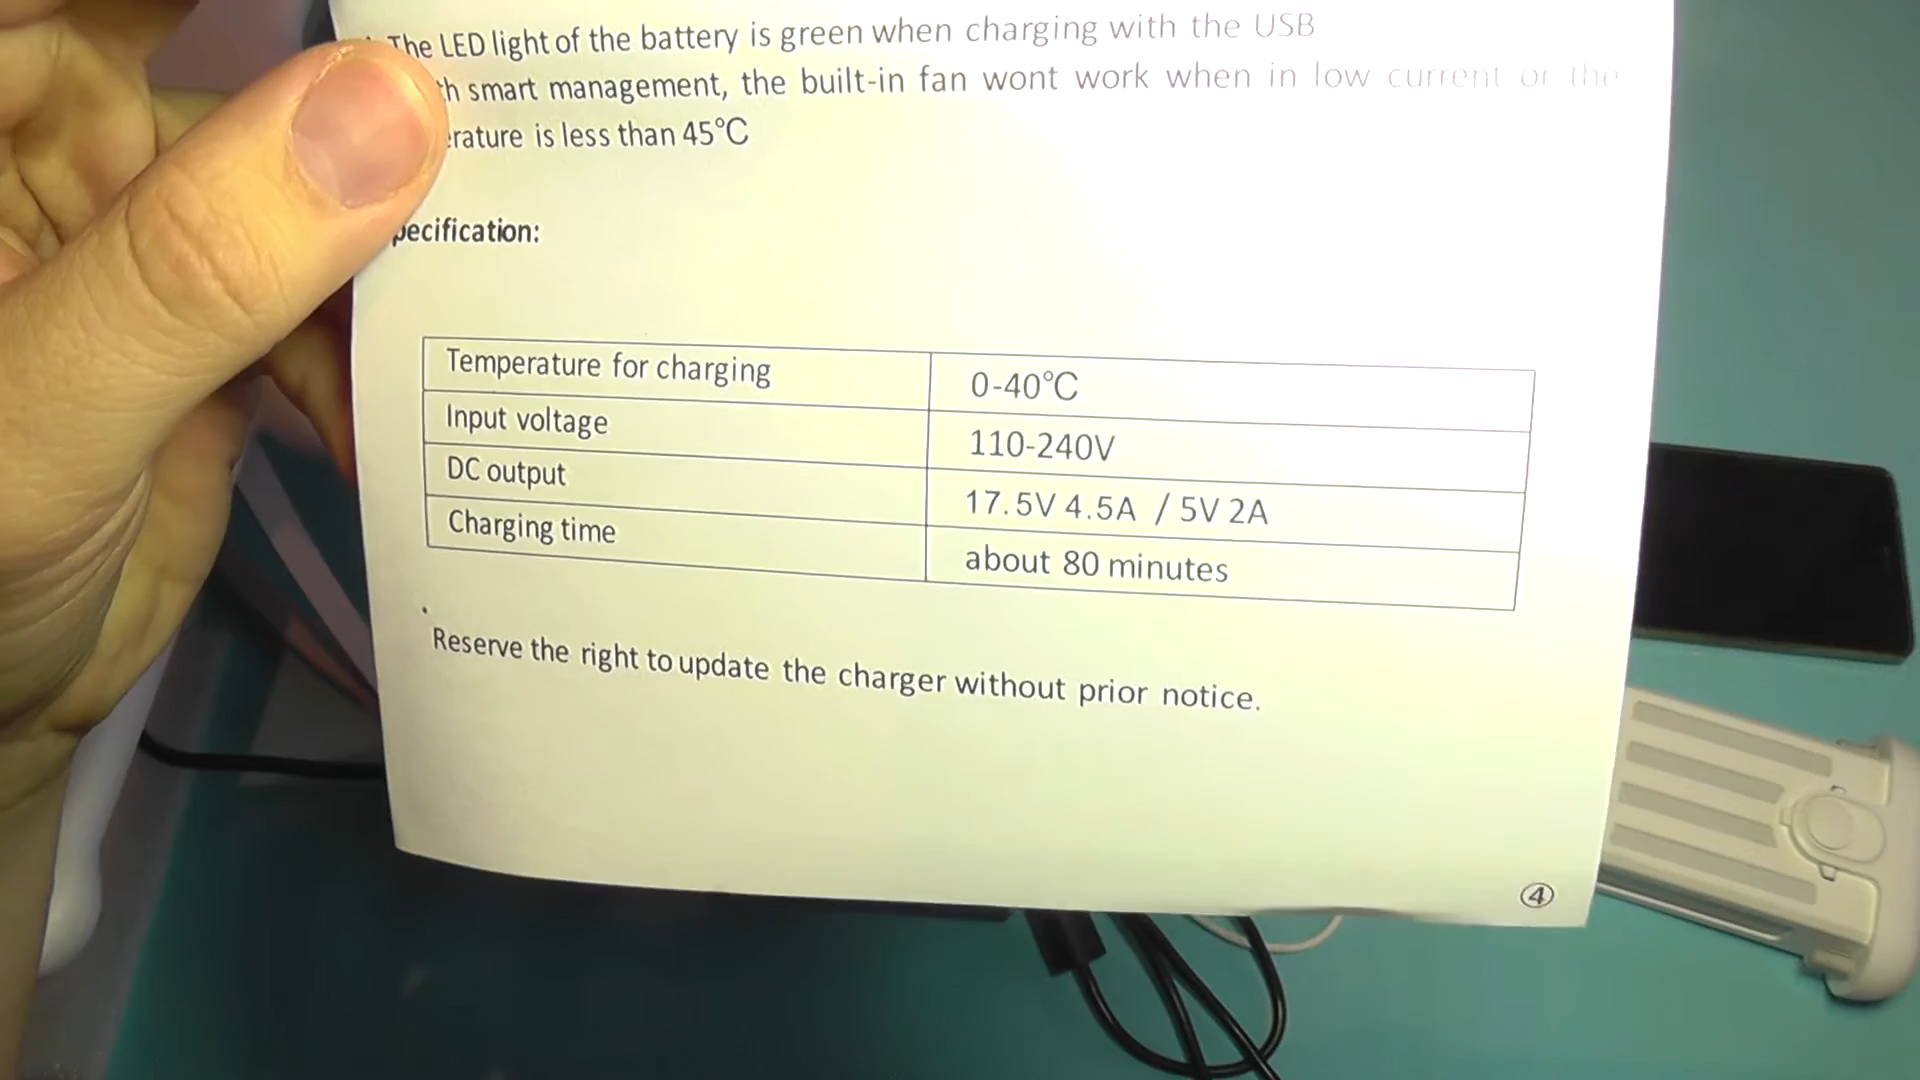 The LED light of the battery is green when charging with the USB
smart management, the built-in fan wont work when in low current or the
is less than 45°C
pecification:
Temperature for charging 0-40°C
Input voltage 110-240V
DC output 17.5V 4.5A / 5V 2A
Charging time about 80 minutes
Reserve the right to update the charger without prior notice.
4